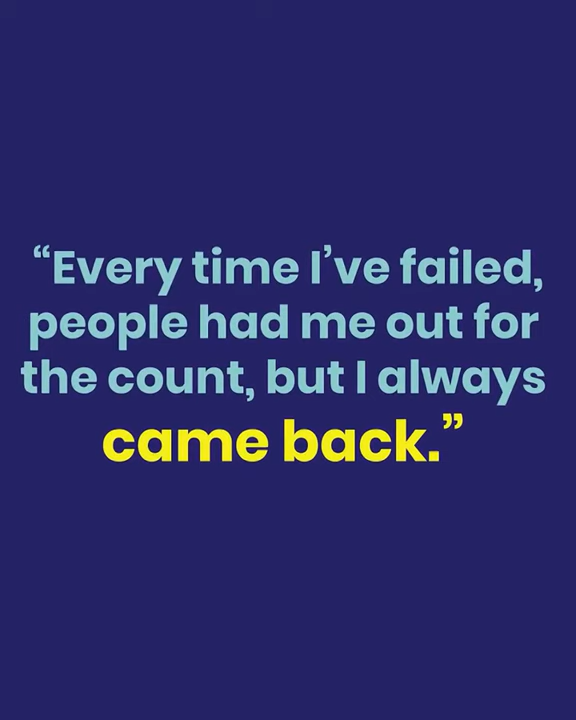 “Every time I’ve failed,
people had me out for
the count, but I always
came back.”